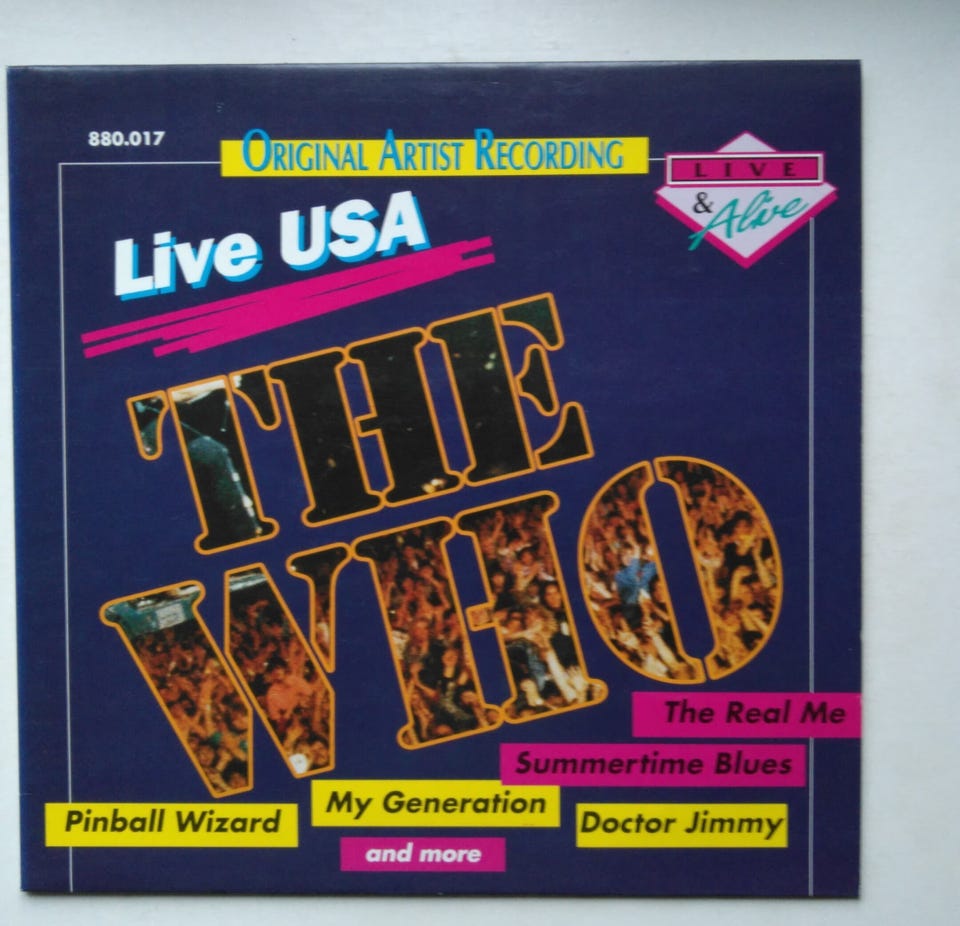 880.017
ORIGINAL ARTIST RECORDING
LIVE
& Alive
Live USA
THE
WHO
The Real Me
Summertime Blues
My Generation
Pinball Wizard
Doctor Jimmy
and more